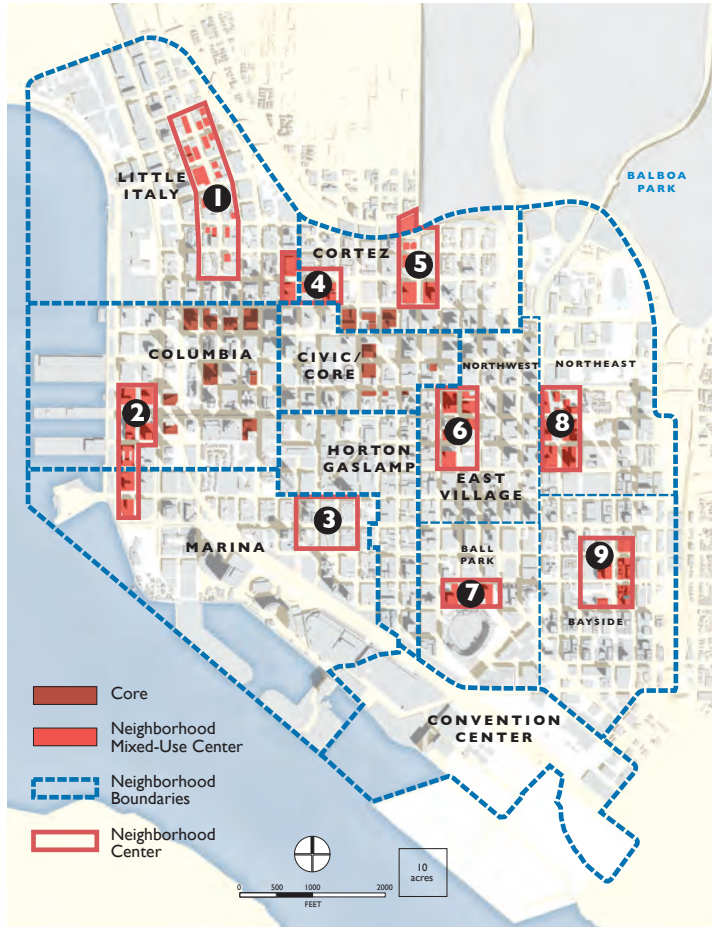 BALBOA
PARK
LITTLE
ITALY
1
CORTEZ
5
4
COLUMBIA
CIVIC/
CORE
NORTHWEST
NORTHEAST
2
6
8
HORTON
GASLAMP
EAST
VILLAGE
3
MARINA
BALL
PARK
9
7
BAYSIDE
CONVENTION
CENTER
Core
Neighborhood
Mixed-Use Center
Neighborhood
Boundaries
Neighborhood
Center
10
acres
0 500 1000 2000
FEET